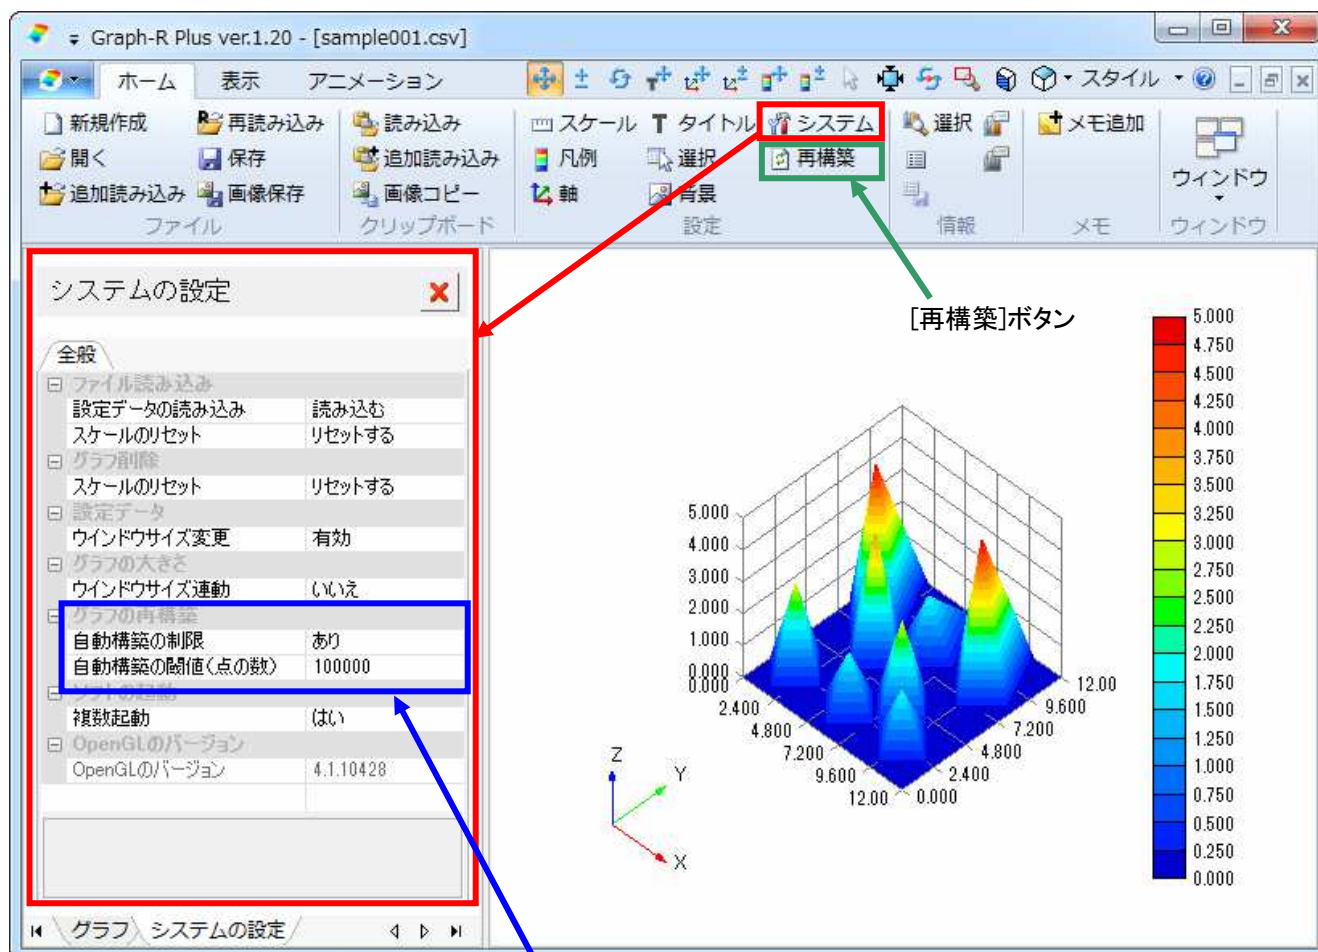 Graph-R Plus ver.1.20 - [sample001.csv]
ホーム 表示 アニメーション スタイル
新規作成 再読み込み 読み込み スケール タイトル システム 選択 メモ追加
開く 保存 追加読み込み 凡例 選択 再構築
追加読み込み 画像保存 画像コピー 軸 背景 ウィンドウ
ファイル クリップボード 設定 情報 メモ ウィンドウ
システムの設定
全般
ファイル読み込み
設定データの読み込み 読み込む
スケールのリセット リセットする
グラフ削除
スケールのリセット リセットする
設定データ
ウインドウサイズ変更 有効
グラフの大きさ
ウインドウサイズ連動 いいえ
グラフの再構築
自動構築の制限 あり
自動構築の閾値(点の数) 100000
ソフトの起動
複数起動 はい
OpenGLのバージョン
OpenGLのバージョン 4.1.10428
グラフ システムの設定
[再構築]ボタン
5.000
4.000
3.000
2.000
1.000
0.000
0.000
2.400
4.800
7.200
9.600
12.00
0.000
2.400
4.800
7.200
9.600
12.00
Z
Y
X
5.000
4.750
4.500
4.250
4.000
3.750
3.500
3.250
3.000
2.750
2.500
2.250
2.000
1.750
1.500
1.250
1.000
0.750
0.500
0.250
0.000